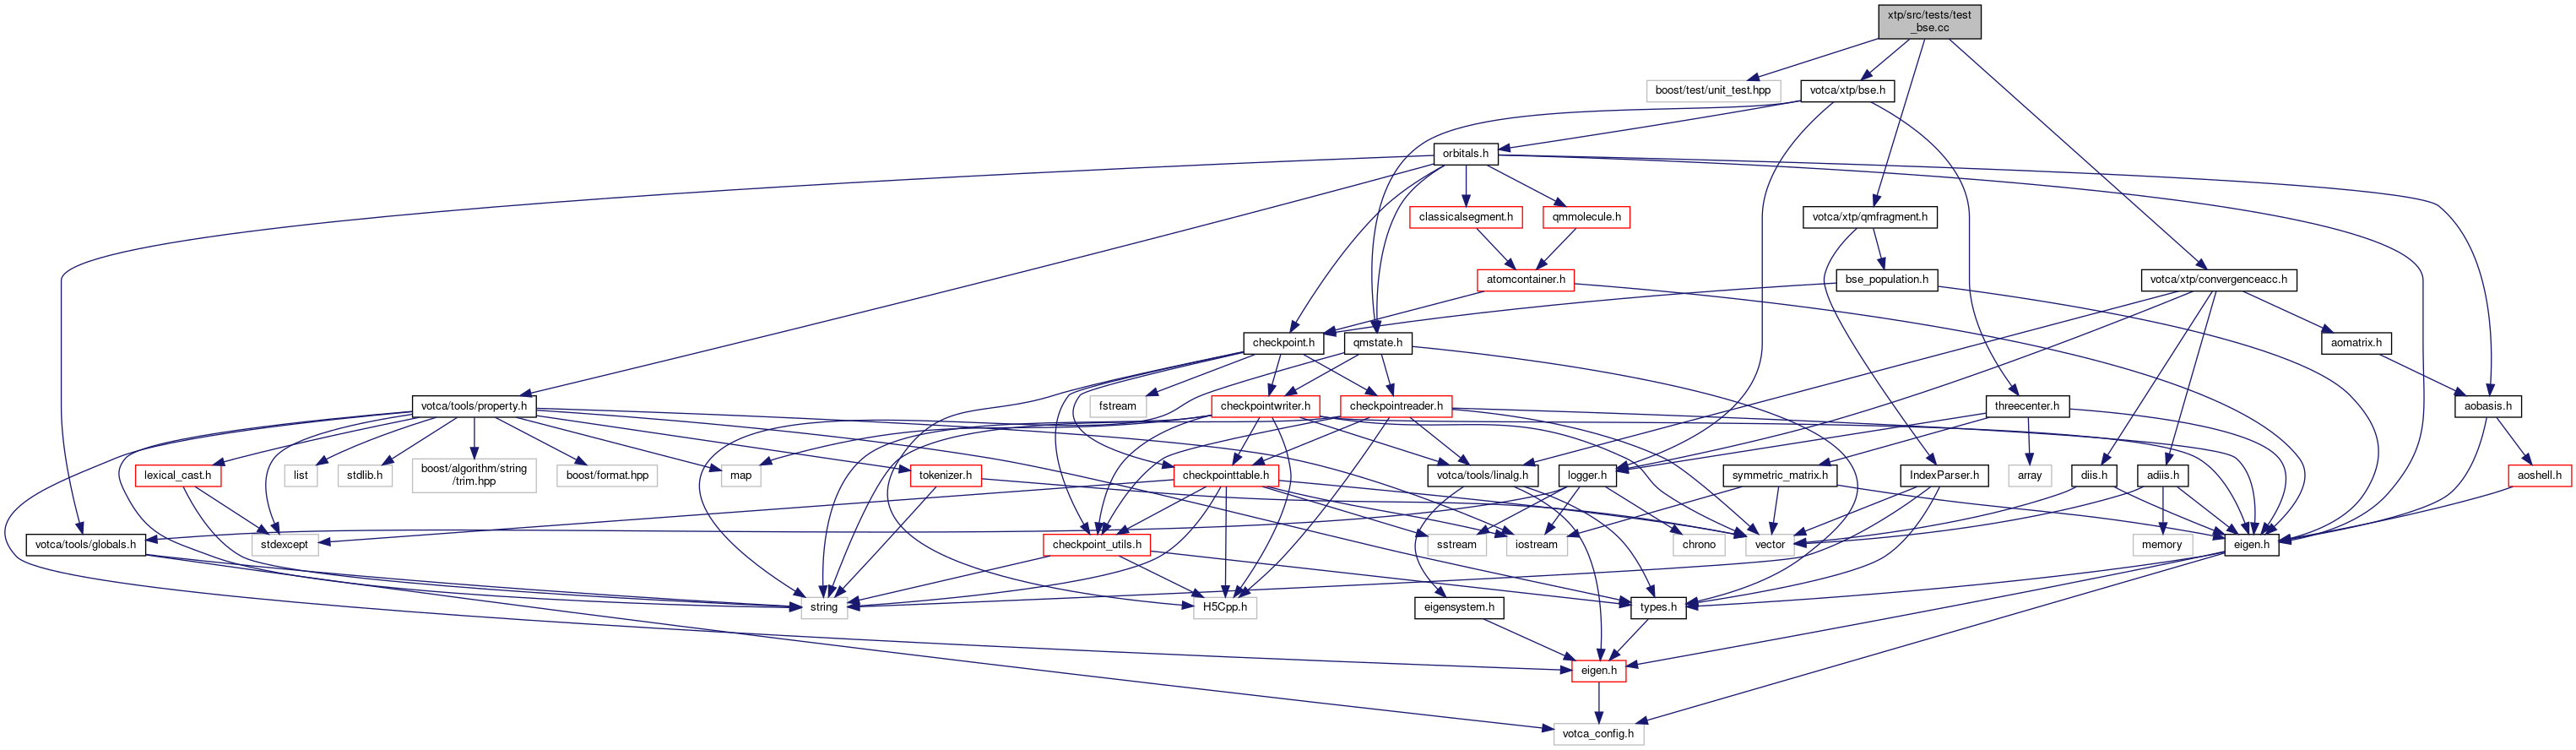 xtp/src/tests/test
_bse.cc
boost/test/unit_test.hpp
votca/xtp/bse.h
orbitals.h
classicalsegment.h
qmmolecule.h
votca/xtp/qmfragment.h
atomcontainer.h
bse_population.h
votca/xtp/convergenceacc.h
checkpoint.h
qmstate.h
aomatrix.h
votca/tools/property.h
fstream
checkpointwriter.h
checkpointreader.h
threecenter.h
aobasis.h
lexical_cast.h
list
stdlib.h
boost/algorithm/string
/trim.hpp
boost/format.hpp
map
tokenizer.h
checkpointtable.h
votca/tools/linalg.h
logger.h
symmetric_matrix.h
IndexParser.h
array
diis.h
adiis.h
aoshell.h
votca/tools/globals.h
stdexcept
checkpoint_utils.h
sstream
iostream
chrono
vector
memory
eigen.h
string
H5Cpp.h
eigensystem.h
types.h
eigen.h
votca_config.h